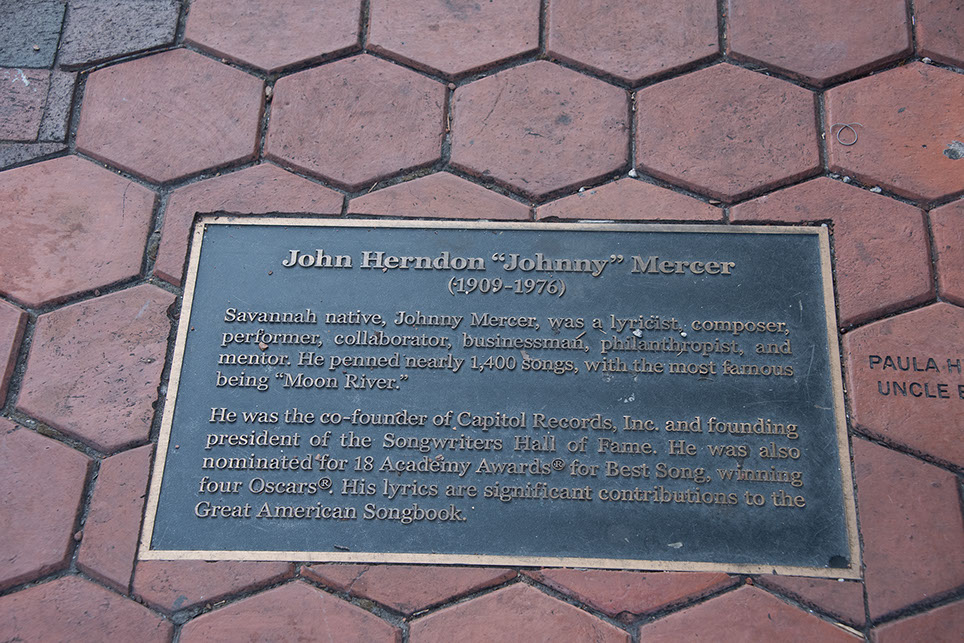 John Herndon “Johnny” Mercer
(1909-1976)
Savannah native, Johnny Mercer, was a lyricist, composer,
performer, collaborator, businessman, philanthropist, and
mentor. He penned nearly 1,400 songs, with the most famous
being “Moon River.”
He was the co-founder of Capitol Records, Inc. and founding
president of the Songwriters Hall of Fame. He was also
nominated for 18 Academy Awards® for Best Song, winning
four Oscars®. His lyrics are significant contributions to the
Great American Songbook.
PAULA
UNCLE